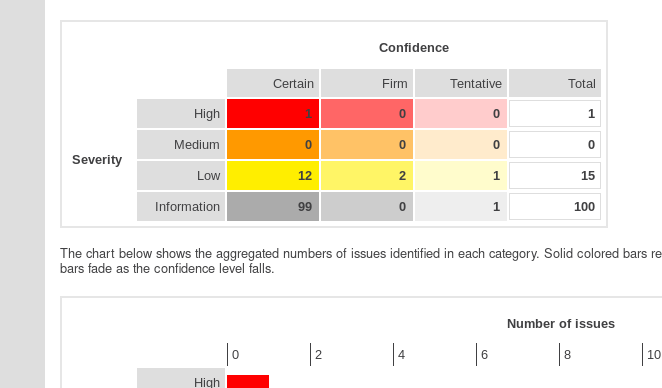 Confidence
Certain Firm Tentative Total
High 1 0 0 1
Medium 0 0 0 0
Severity
Low 12 2 1 15
Information 99 0 1 100
The chart below shows the aggregated numbers of issues identified in each category. Solid colored bars re
bars fade as the confidence level falls.
Number of issues
0 2 4 6 8 10
High